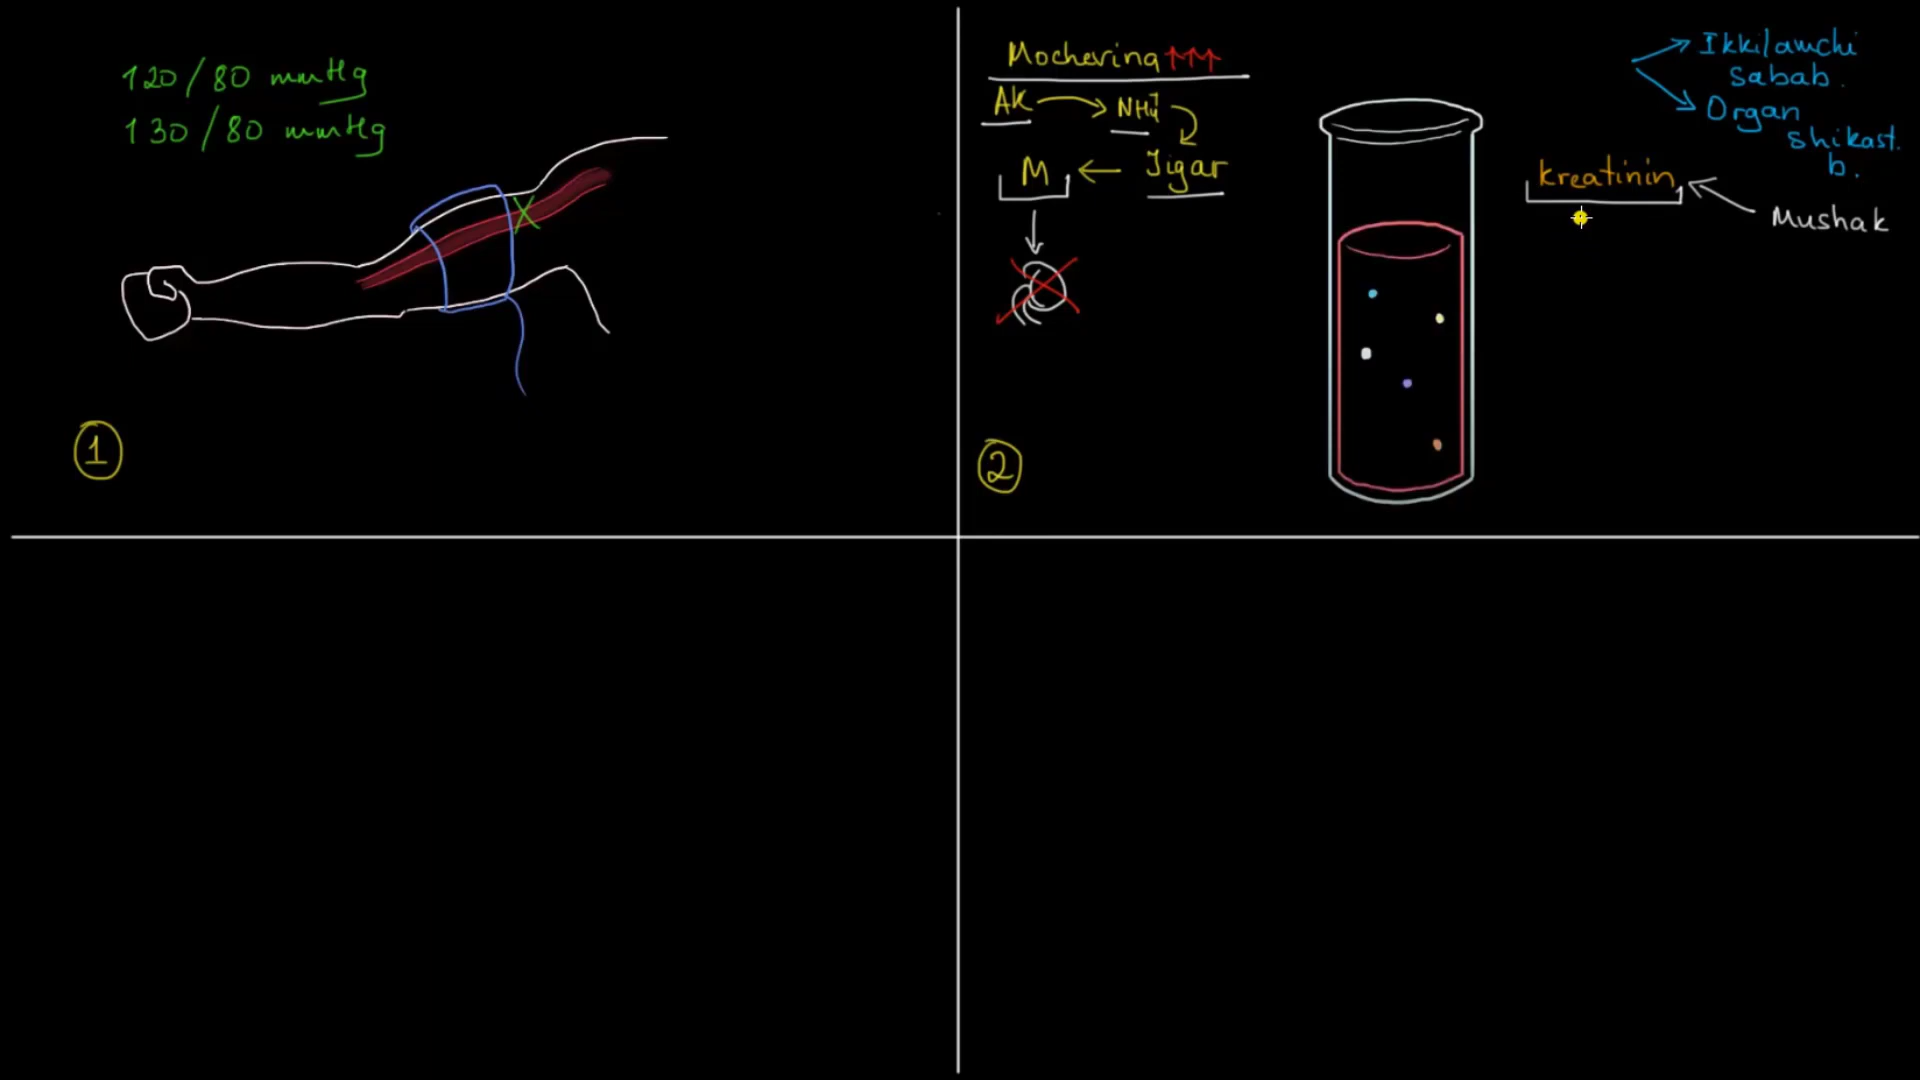 120/80 mmHg
130/80 mmHg
1
Mochevina ↑↑↑
AK → NH4
Jigar
M ←
2
Ikkilamchi
sabab.
Organ
shikast.
b.
kreatinin
Mushak